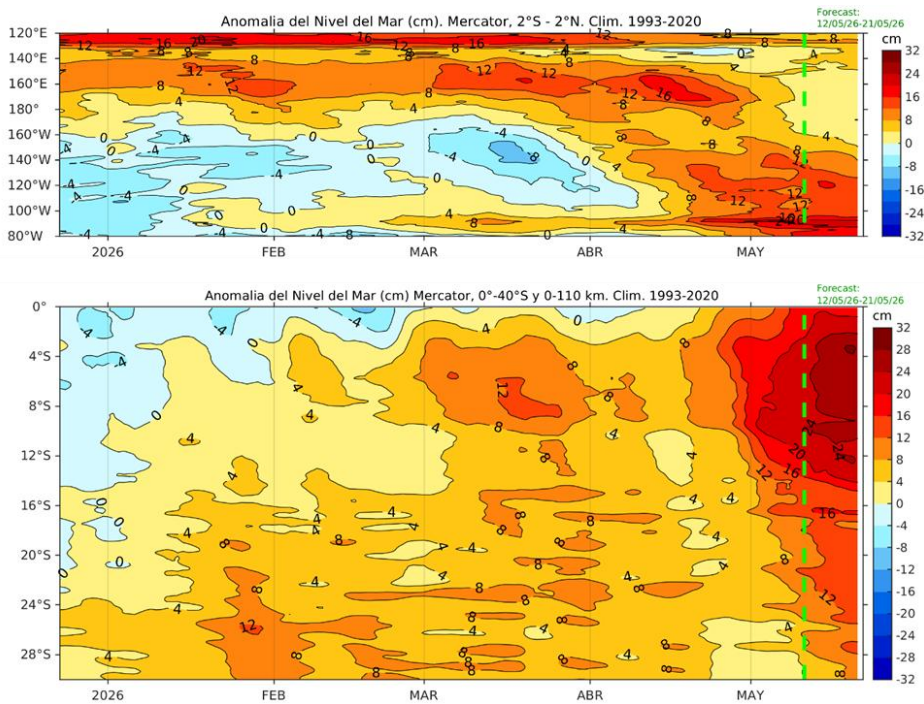 Anomalia del Nivel del Mar (cm). Mercator, 2°S - 2°N. Clim. 1993-2020
Forecast:
12/05/26-21/05/26
cm
120°E
140°E
160°E
180°
160°W
140°W
120°W
100°W
80°W
2026
FEB
MAR
ABR
MAY
32
24
16
8
4
0
-4
-8
-16
-24
-32
Anomalia del Nivel del Mar (cm) Mercator, 0°-40°S y 0-110 km. Clim. 1993-2020
Forecast:
12/05/26-21/05/26
cm
0°
4°S
8°S
12°S
16°S
20°S
24°S
28°S
2026
FEB
MAR
ABR
MAY
32
28
24
20
16
12
8
4
0
-4
-8
-12
-16
-20
-24
-28
-32